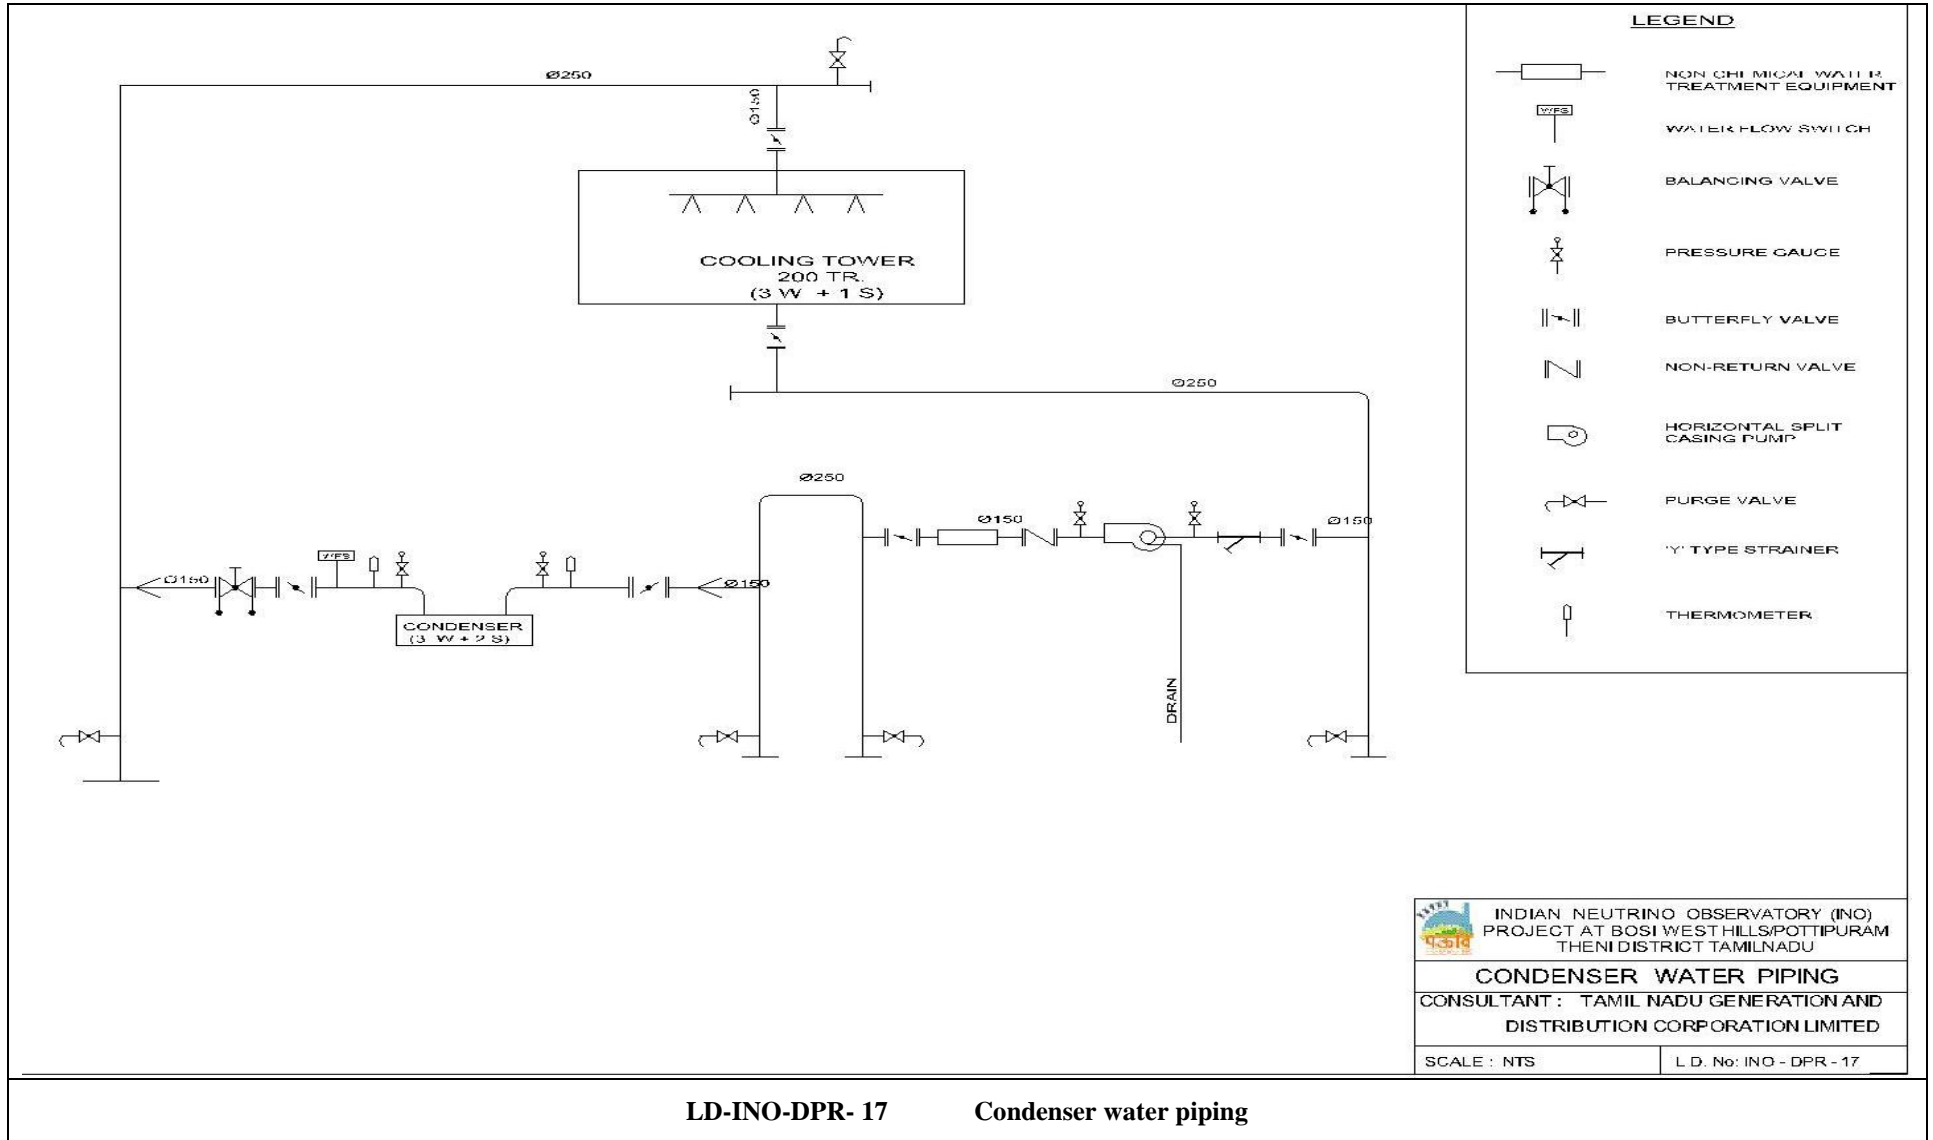 LEGEND
NON CHEMICAL WATER
TREATMENT EQUIPMENT
WFS
WATER FLOW SWITCH
BALANCING VALVE
PRESSURE GAUGE
BUTTERFLY VALVE
NON-RETURN VALVE
HORIZONTAL SPLIT
CASING PUMP
PURGE VALVE
'Y' TYPE STRAINER
THERMOMETER
Ø250
Ø150
COOLING TOWER
200 TR.
(3 W + 1 S)
Ø250
Ø250
Ø150
Ø150
WFS
Ø150
Ø150
CONDENSER
(3 W + 2 S)
DRAIN
पऊवि
INDIAN NEUTRINO OBSERVATORY (INO)
PROJECT AT BOSI WEST HILLS/POTTIPURAM
THENI DISTRICT TAMILNADU
CONDENSER WATER PIPING
CONSULTANT : TAMIL NADU GENERATION AND
DISTRIBUTION CORPORATION LIMITED
SCALE : NTS
L D. No: INO - DPR - 17
LD-INO-DPR- 17 Condenser water piping